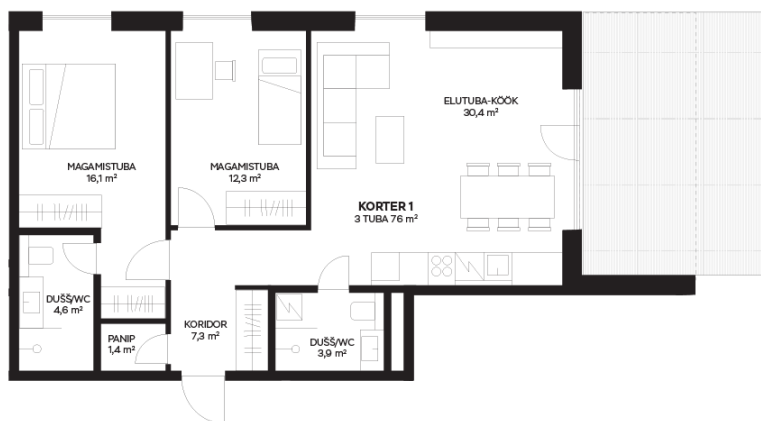 ELUTUBA-KÖÖK
30,4 m²
MAGAMISTUBA
16,1 m²
MAGAMISTUBA
12,3 m²
KORTER 1
3 TUBA 76 m²
DUŠŠ/WC
4,6 m²
PANIP
1,4 m²
KORIDOR
7,3 m²
DUŠŠ/WC
3,9 m²